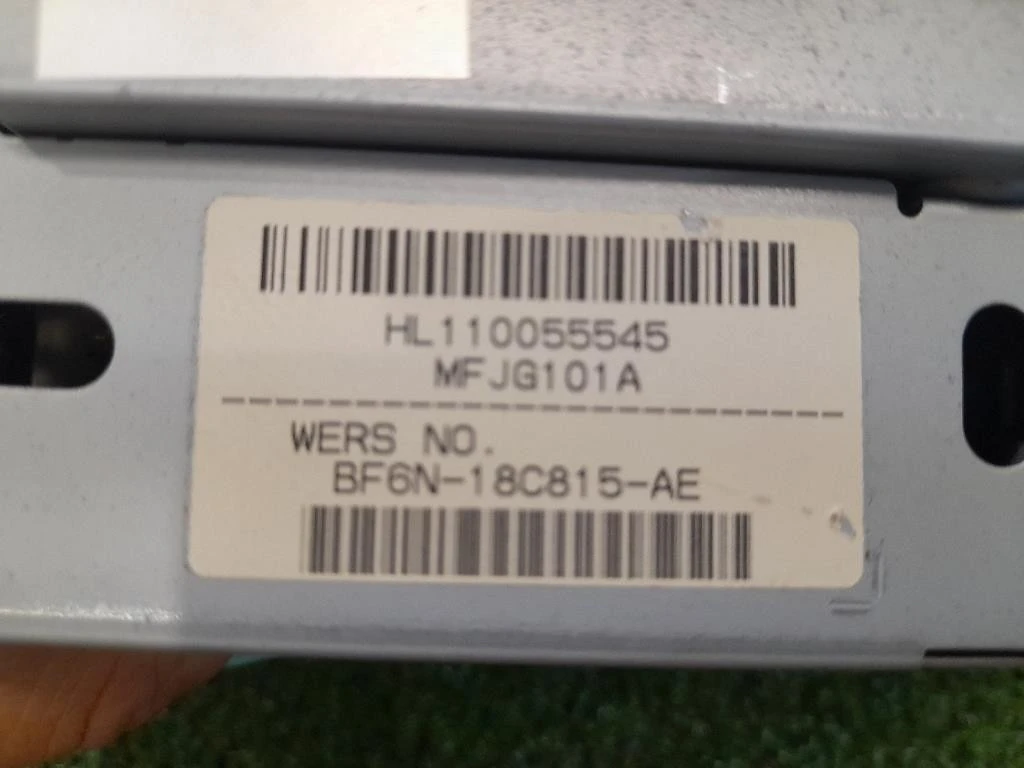 HL110055545
MFJG101A
WERS NO.
BF6N-18C815-AE